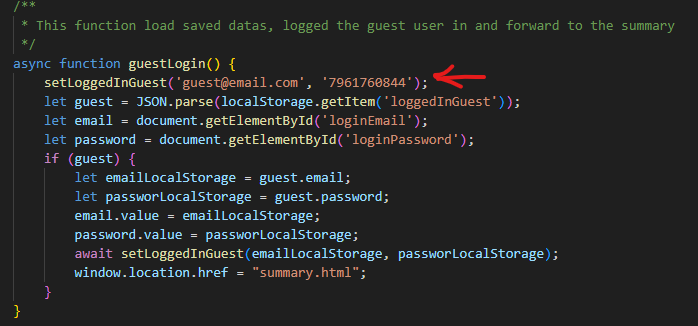 /**
* This function load saved datas, logged the guest user in and forward to the summary
*/
async function guestLogin() {
setLoggedInGuest('guest@email.com', '7961760844');
let guest = JSON.parse(localStorage.getItem('loggedInGuest'));
let email = document.getElementById('loginEmail');
let password = document.getElementById('loginPassword');
if (guest) {
let emailLocalStorage = guest.email;
let passworLocalStorage = guest.password;
email.value = emailLocalStorage;
password.value = passworLocalStorage;
await setLoggedInGuest(emailLocalStorage, passworLocalStorage);
window.location.href = "summary.html";
}
}